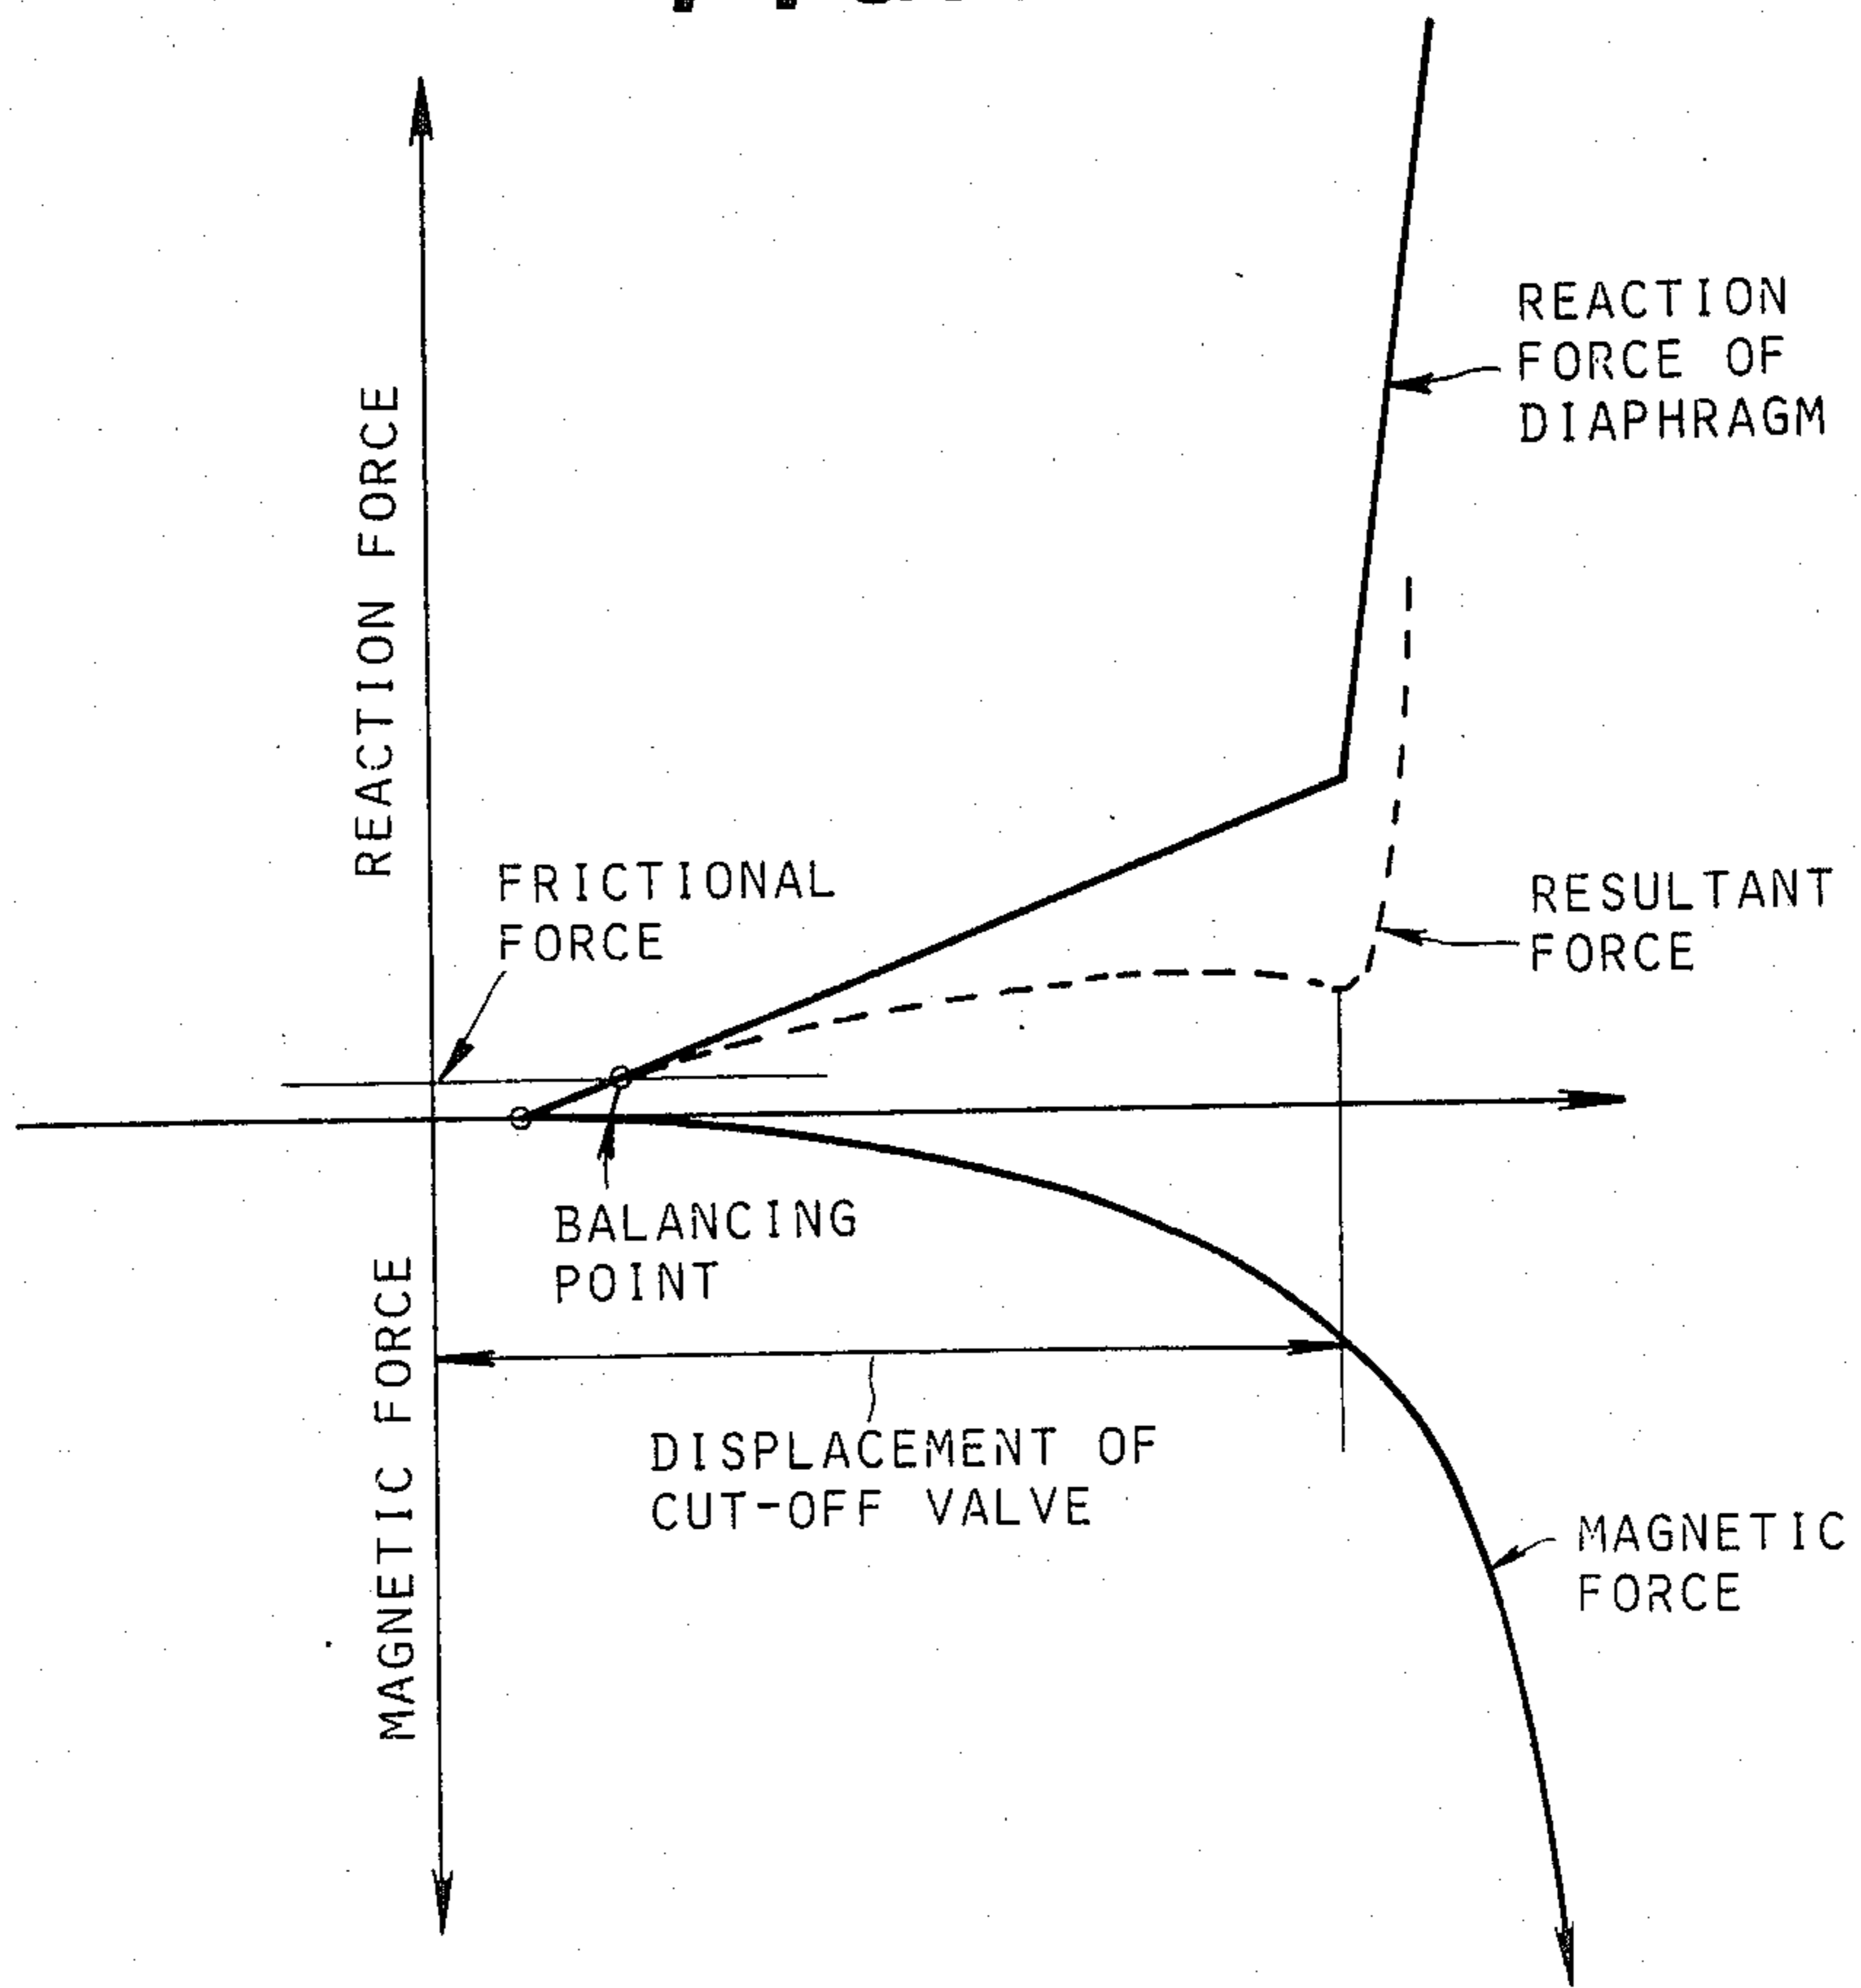 REACTION
FORCE OF
DIAPHRAGM
REACTION FORCE
FRICTIONAL
FORCE
RESULTANT
FORCE
BALANCING
POINT
MAGNETIC FORCE
DISPLACEMENT OF
CUT-OFF VALVE
MAGNETIC
FORCE